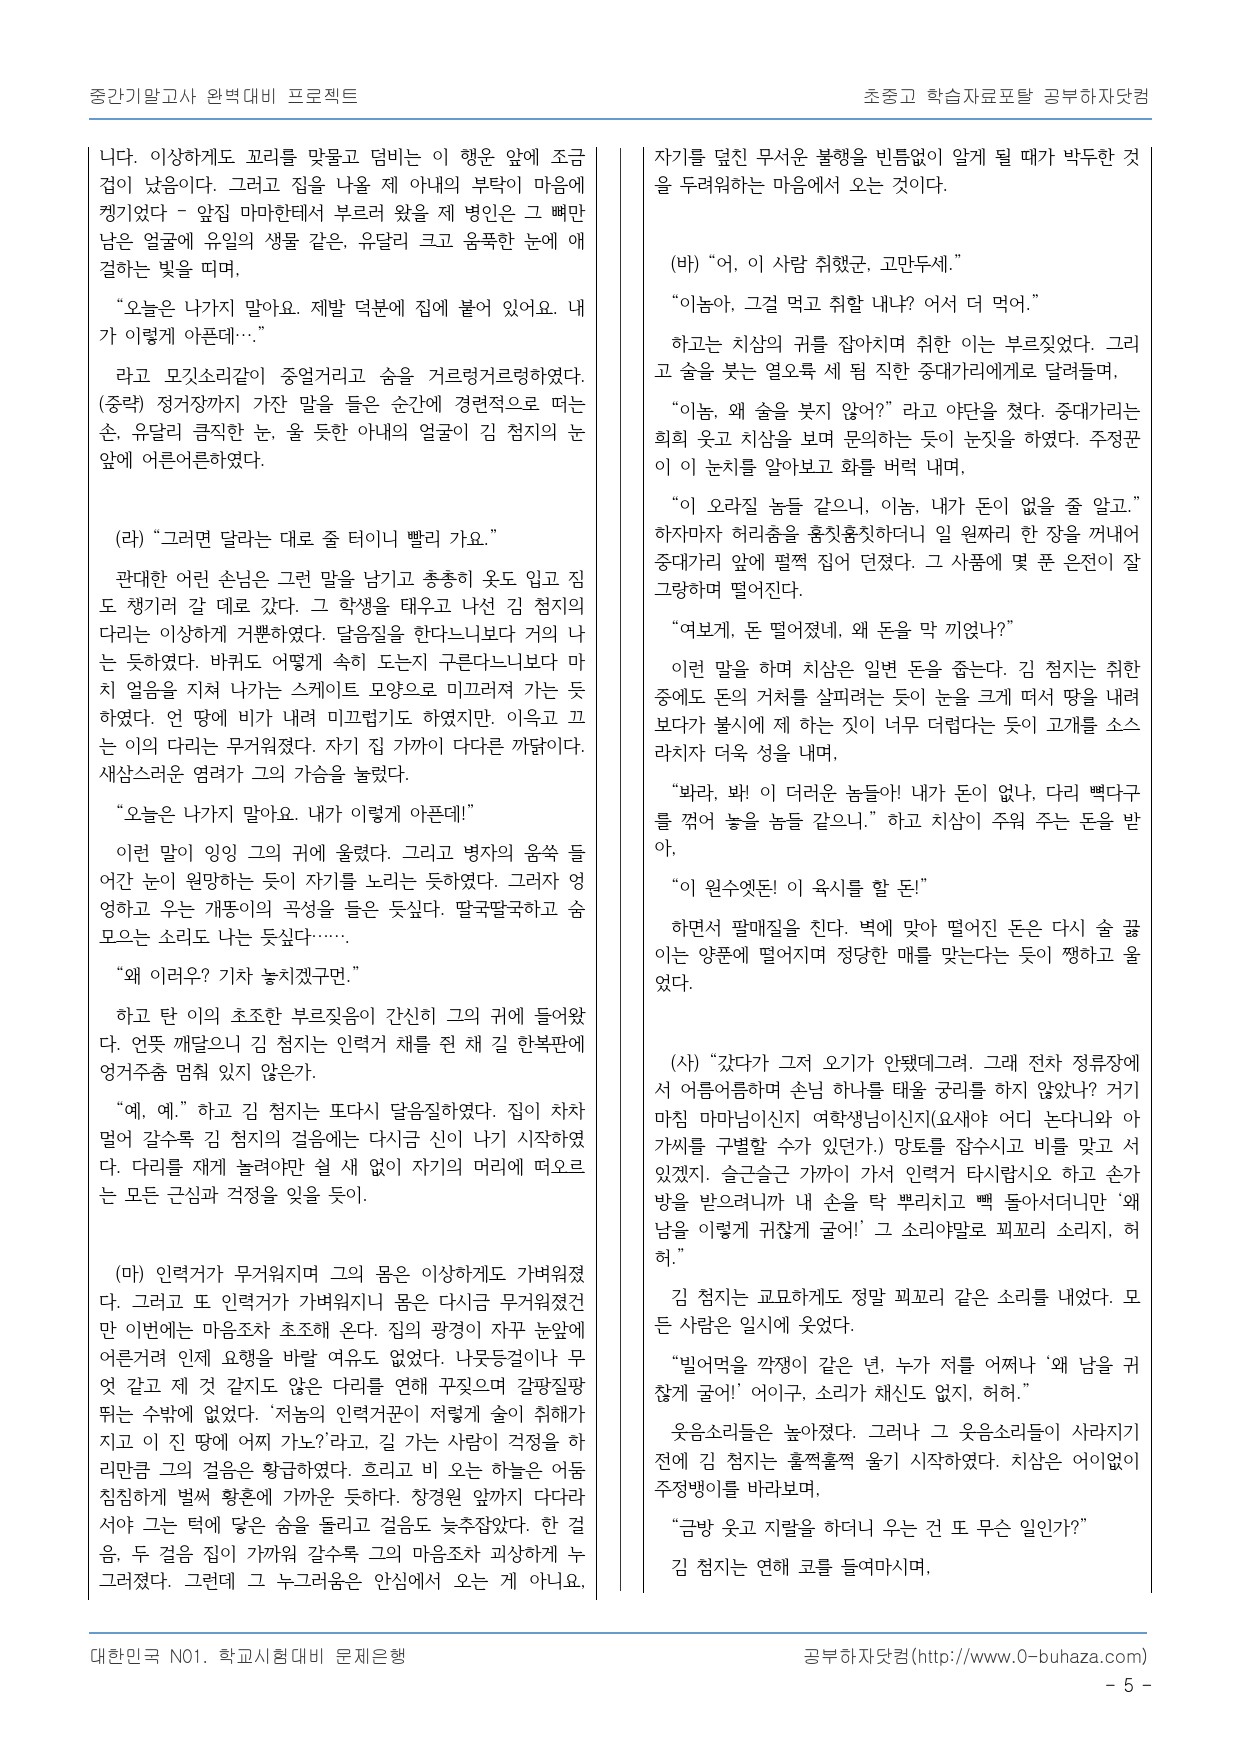 중간기말고사 완벽대비 프로젝트
초중고 학습자료포탈 공부하자닷컴
니다. 이상하게도 꼬리를 맞물고 덤비는 이 행운 앞에 조금
겁이 났음이다. 그러고 집을 나올 제 아내의 부탁이 마음에
켕기었다 - 앞집 마마한테서 부르러 왔을 제 병인은 그 뼈만
남은 얼굴에 유일의 생물 같은, 유달리 크고 움푹한 눈에 애
걸하는 빛을 띠며,
“오늘은 나가지 말아요. 제발 덕분에 집에 붙어 있어요. 내
가 이렇게 아픈데….”
라고 모깃소리같이 중얼거리고 숨을 거르렁거르렁하였다.
(중략) 정거장까지 가잔 말을 들은 순간에 경련적으로 떠는
손, 유달리 큼직한 눈, 울 듯한 아내의 얼굴이 김 첨지의 눈
앞에 어른어른하였다.
(라) “그러면 달라는 대로 줄 터이니 빨리 가요.”
관대한 어린 손님은 그런 말을 남기고 총총히 옷도 입고 짐
도 챙기러 갈 데로 갔다. 그 학생을 태우고 나선 김 첨지의
다리는 이상하게 거뿐하였다. 달음질을 한다느니보다 거의 나
는 듯하였다. 바퀴도 어떻게 속히 도는지 구른다느니보다 마
치 얼음을 지쳐 나가는 스케이트 모양으로 미끄러져 가는 듯
하였다. 언 땅에 비가 내려 미끄럽기도 하였지만. 이윽고 끄
는 이의 다리는 무거워졌다. 자기 집 가까이 다다른 까닭이다.
새삼스러운 염려가 그의 가슴을 눌렀다.
“오늘은 나가지 말아요. 내가 이렇게 아픈데!”
이런 말이 잉잉 그의 귀에 울렸다. 그리고 병자의 움쑥 들
어간 눈이 원망하는 듯이 자기를 노리는 듯하였다. 그러자 엉
엉하고 우는 개똥이의 곡성을 들은 듯싶다. 딸국딸국하고 숨
모으는 소리도 나는 듯싶다…….
“왜 이러우? 기차 놓치겠구먼.”
하고 탄 이의 초조한 부르짖음이 간신히 그의 귀에 들어왔
다. 언뜻 깨달으니 김 첨지는 인력거 채를 쥔 채 길 한복판에
엉거주춤 멈춰 있지 않은가.
“예, 예.” 하고 김 첨지는 또다시 달음질하였다. 집이 차차
멀어 갈수록 김 첨지의 걸음에는 다시금 신이 나기 시작하였
다. 다리를 재게 놀려야만 쉴 새 없이 자기의 머리에 떠오르
는 모든 근심과 걱정을 잊을 듯이.
(마) 인력거가 무거워지며 그의 몸은 이상하게도 가벼워졌
다. 그러고 또 인력거가 가벼워지니 몸은 다시금 무거워졌건
만 이번에는 마음조차 초조해 온다. 집의 광경이 자꾸 눈앞에
어른거려 인제 요행을 바랄 여유도 없었다. 나뭇등걸이나 무
엇 같고 제 것 같지도 않은 다리를 연해 꾸짖으며 갈팡질팡
뛰는 수밖에 없었다. ‘저놈의 인력거꾼이 저렇게 술이 취해가
지고 이 진 땅에 어찌 가노?’라고, 길 가는 사람이 걱정을 하
리만큼 그의 걸음은 황급하였다. 흐리고 비 오는 하늘은 어둠
침침하게 벌써 황혼에 가까운 듯하다. 창경원 앞까지 다다라
서야 그는 턱에 닿은 숨을 돌리고 걸음도 늦추잡았다. 한 걸
음, 두 걸음 집이 가까워 갈수록 그의 마음조차 괴상하게 누
그러졌다. 그런데 그 누그러움은 안심에서 오는 게 아니요,
자기를 덮친 무서운 불행을 빈틈없이 알게 될 때가 박두한 것
을 두려워하는 마음에서 오는 것이다.
(바) “어, 이 사람 취했군, 고만두세.”
“이놈아, 그걸 먹고 취할 내냐? 어서 더 먹어.”
하고는 치삼의 귀를 잡아치며 취한 이는 부르짖었다. 그리
고 술을 붓는 열오륙 세 됨 직한 중대가리에게로 달려들며,
“이놈, 왜 술을 붓지 않어?” 라고 야단을 쳤다. 중대가리는
희희 웃고 치삼을 보며 문의하는 듯이 눈짓을 하였다. 주정꾼
이 이 눈치를 알아보고 화를 버럭 내며,
“이 오라질 놈들 같으니, 이놈, 내가 돈이 없을 줄 알고.”
하자마자 허리춤을 훔칫훔칫하더니 일 원짜리 한 장을 꺼내어
중대가리 앞에 펄쩍 집어 던졌다. 그 사품에 몇 푼 은전이 잘
그랑하며 떨어진다.
“여보게, 돈 떨어졌네, 왜 돈을 막 끼얹나?”
이런 말을 하며 치삼은 일변 돈을 줍는다. 김 첨지는 취한
중에도 돈의 거처를 살피려는 듯이 눈을 크게 떠서 땅을 내려
보다가 불시에 제 하는 짓이 너무 더럽다는 듯이 고개를 소스
라치자 더욱 성을 내며,
“봐라, 봐! 이 더러운 놈들아! 내가 돈이 없나, 다리 뼉다구
를 꺾어 놓을 놈들 같으니.” 하고 치삼이 주워 주는 돈을 받
아,
“이 원수엣돈! 이 육시를 할 돈!”
하면서 팔매질을 친다. 벽에 맞아 떨어진 돈은 다시 술 끓
이는 양푼에 떨어지며 정당한 매를 맞는다는 듯이 쨍하고 울
었다.
(사) “갔다가 그저 오기가 안됐데그려. 그래 전차 정류장에
서 어름어름하며 손님 하나를 태울 궁리를 하지 않았나? 거기
마침 마마님이신지 여학생님이신지(요새야 어디 논다니와 아
가씨를 구별할 수가 있던가.) 망토를 잡수시고 비를 맞고 서
있겠지. 슬근슬근 가까이 가서 인력거 타시랍시오 하고 손가
방을 받으려니까 내 손을 탁 뿌리치고 빽 돌아서더니만 ‘왜
남을 이렇게 귀찮게 굴어!’ 그 소리야말로 꾀꼬리 소리지, 허
허.”
김 첨지는 교묘하게도 정말 꾀꼬리 같은 소리를 내었다. 모
든 사람은 일시에 웃었다.
“빌어먹을 깍쟁이 같은 년, 누가 저를 어쩌나 ‘왜 남을 귀
찮게 굴어!’ 어이구, 소리가 채신도 없지, 허허.”
웃음소리들은 높아졌다. 그러나 그 웃음소리들이 사라지기
전에 김 첨지는 훌쩍훌쩍 울기 시작하였다. 치삼은 어이없이
주정뱅이를 바라보며,
“금방 웃고 지랄을 하더니 우는 건 또 무슨 일인가?”
김 첨지는 연해 코를 들여마시며,
대한민국 N01. 학교시험대비 문제은행
공부하자닷컴(http://www.0-buhaza.com)
- 5 -